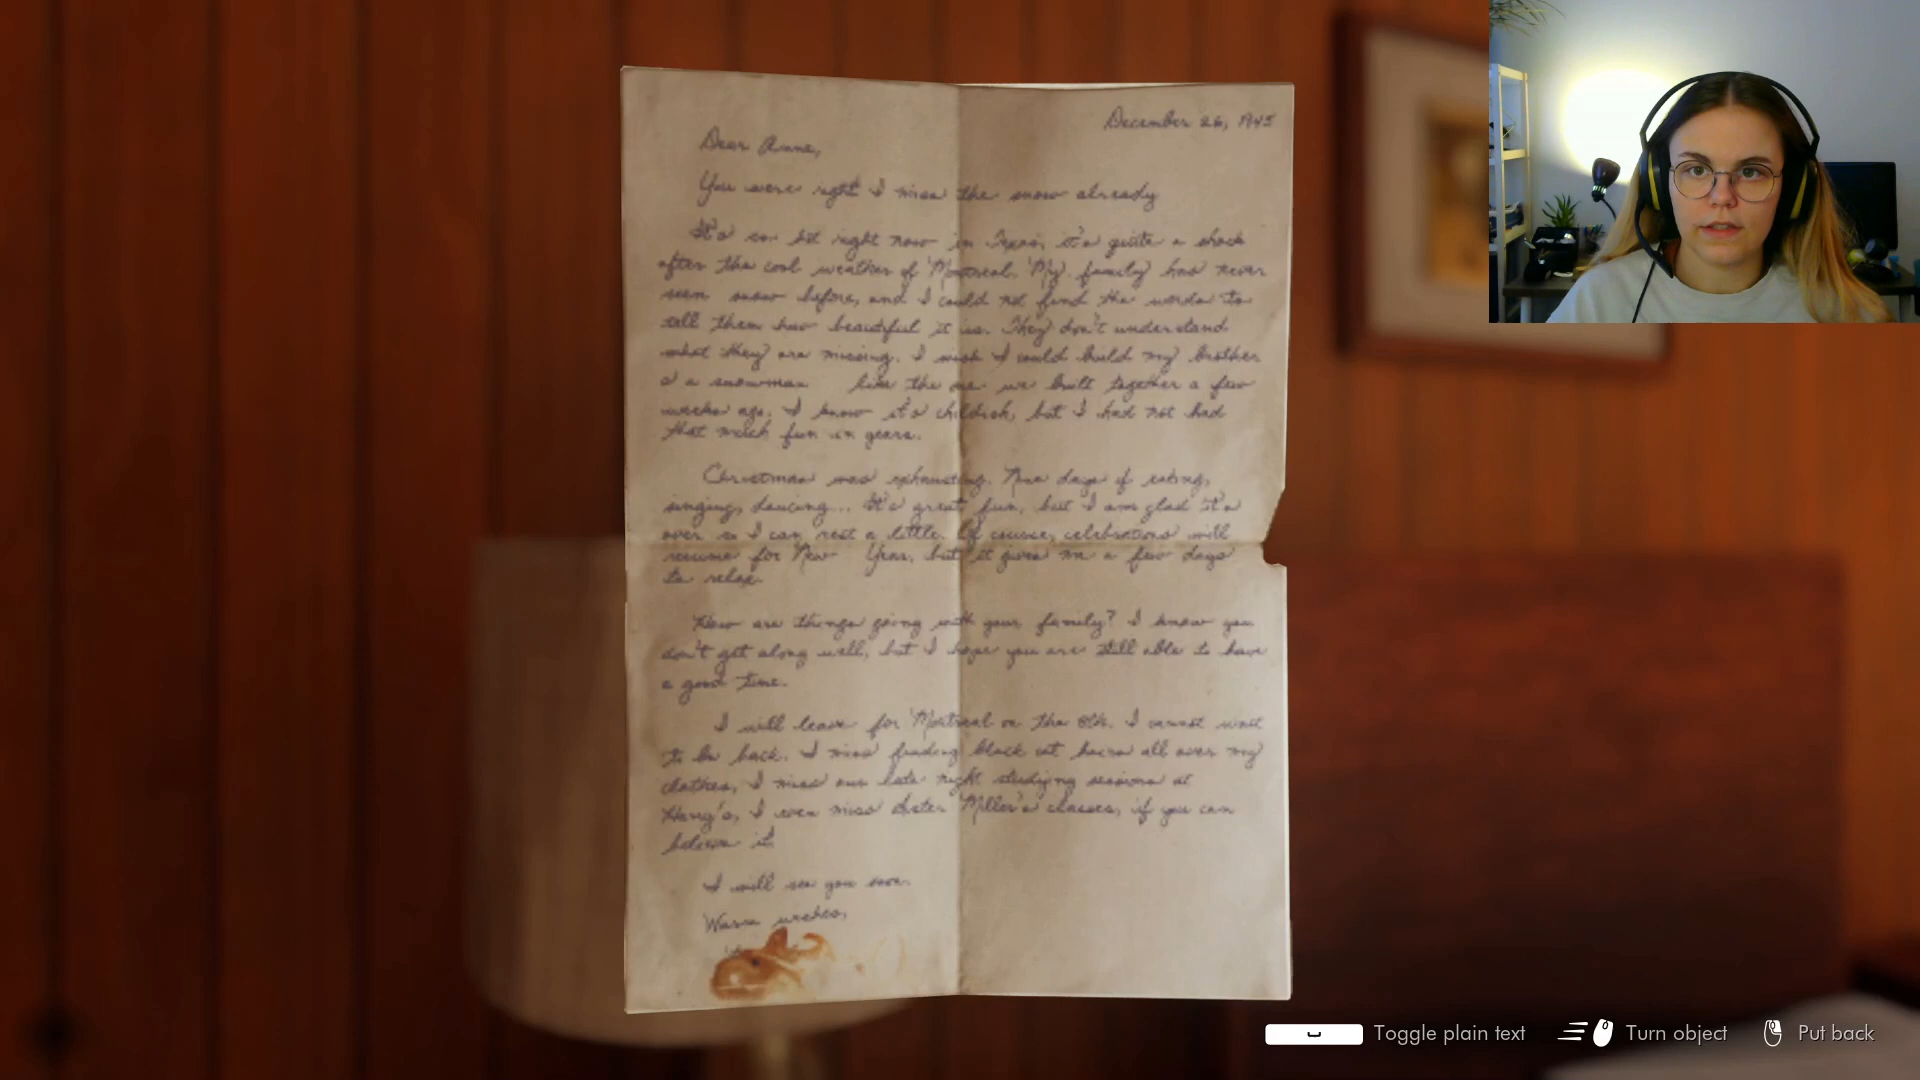 December 26, 1945
Dear Anne,
You were right I miss the snow already
It's so hot right now in Texas, it's quite a shock
after the cool weather of Montreal. My family has never
seen snow before, and I could not find the words to
tell them how beautiful it is. They don't understand
what they are missing. I wish I could build my brother
s a snowman like the one we built together a few
weeks ago. I know it's childish, but I had not had
that much fun in years.
Christmas was exhausting. Nine days of eating,
singing, dancing... It's great fun, but I am glad it's
over so I can rest a little. Of course, celebrations will
resume for New Year, but it gives me a few days
to relax.
How are things going with your family? I know you
don't get along well, but I hope you are still able to have
a good time.
I will leave for Montreal on the 8th. I cannot wait
to be back. I miss finding black cat hairs all over my
clothes, I miss our late night studying sessions at
Harry's, I even miss Sister Miller's classes, if you can
believe it.
I will see you soon.
Warm wishes,
Toggle plain text
Turn object
Put back